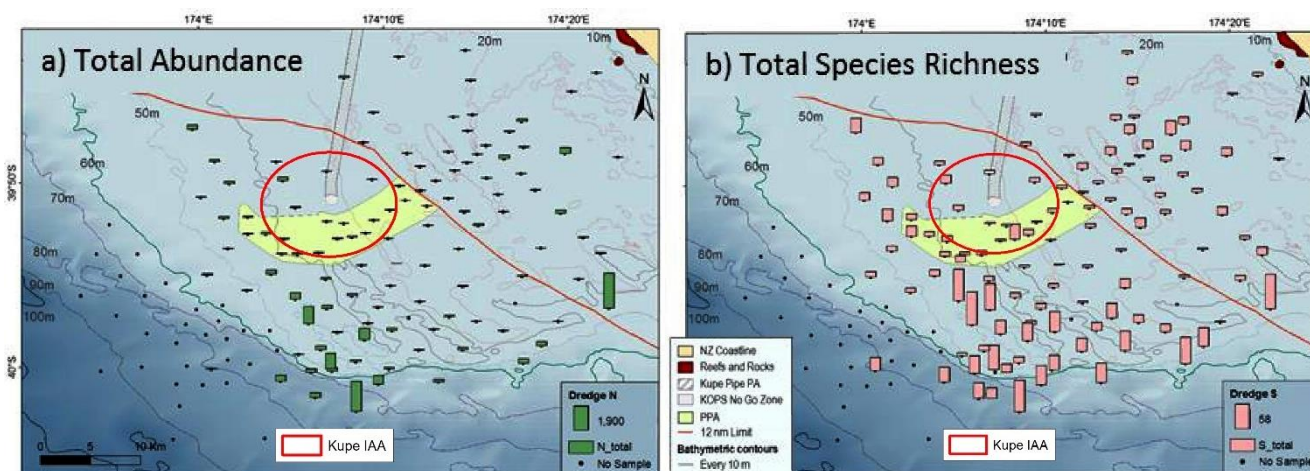 174°0' 174°10' 174°20'
a) Total Abundance
20m
10m
N
50m
60m
70m
80m
90m
100m
39°50'S
40°S
0 5 10 Km
Kupe IAA
Dredge N
1,900
N_total
No Sample
174°0' 174°10' 174°20'
b) Total Species Richness
20m
10m
N
50m
60m
70m
80m
90m
100m
NZ Coastline
Reefs and Rocks
Kupe Pipe PA
KOPS No Go Zone
PPA
12 nm Limit
Bathymetric contours
Every 10 m
Kupe IAA
Dredge S
58
S_total
No Sample